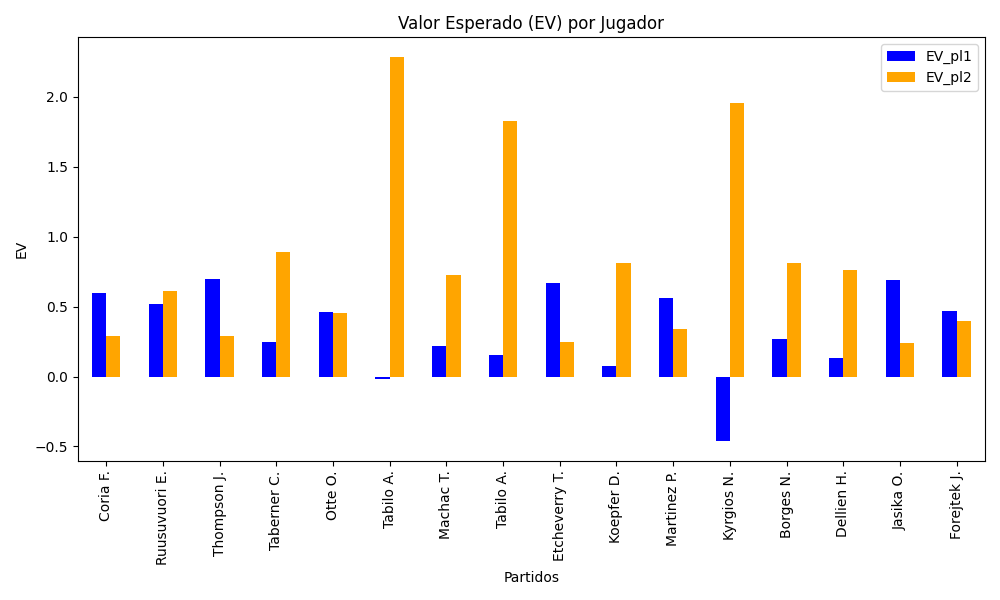 Valor Esperado (EV) por Jugador
EV_pl1
EV_pl2
EV
2.0
1.5
1.0
0.5
0.0
−0.5
Coria F.
Ruusuvuori E.
Thompson J.
Taberner C.
Otte O.
Tabilo A.
Machac T.
Tabilo A.
Etcheverry T.
Koepfer D.
Martinez P.
Kyrgios N.
Borges N.
Dellien H.
Jasika O.
Forejtek J.
Partidos